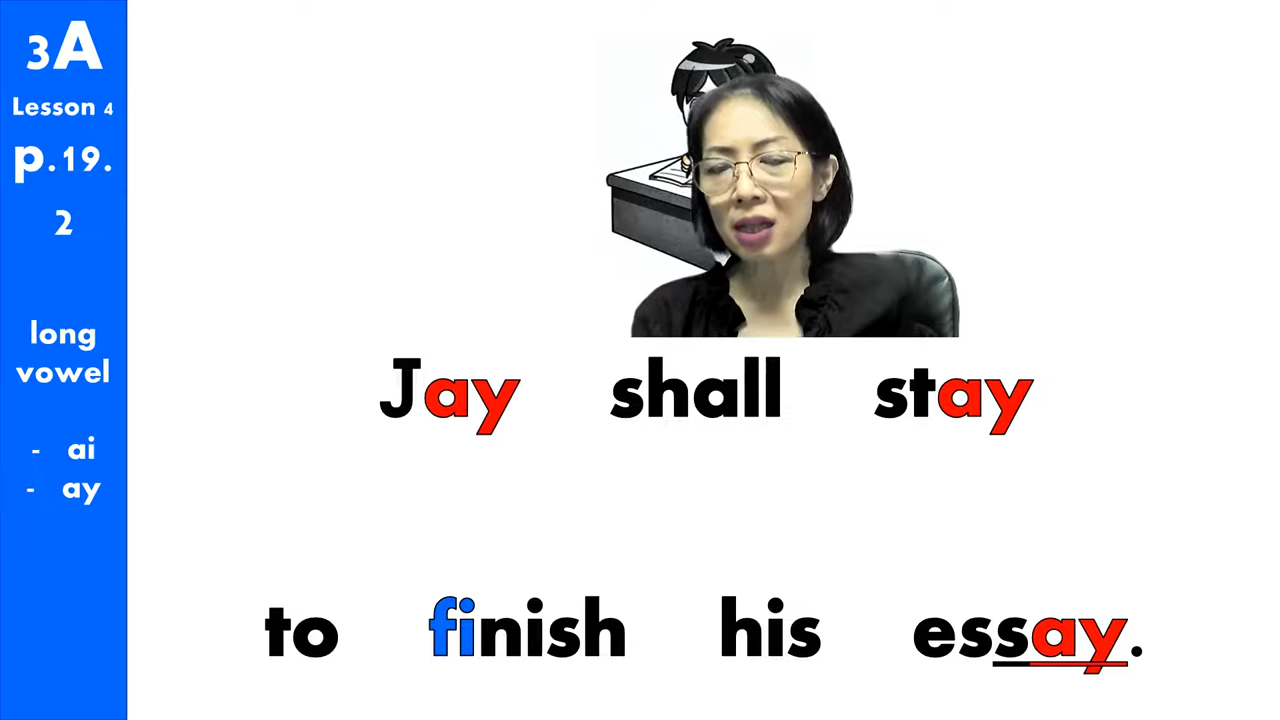 3A
Lesson 4
p.19.
2
long
vowel
- ai
- ay
Jay shall stay
to finish his essay.